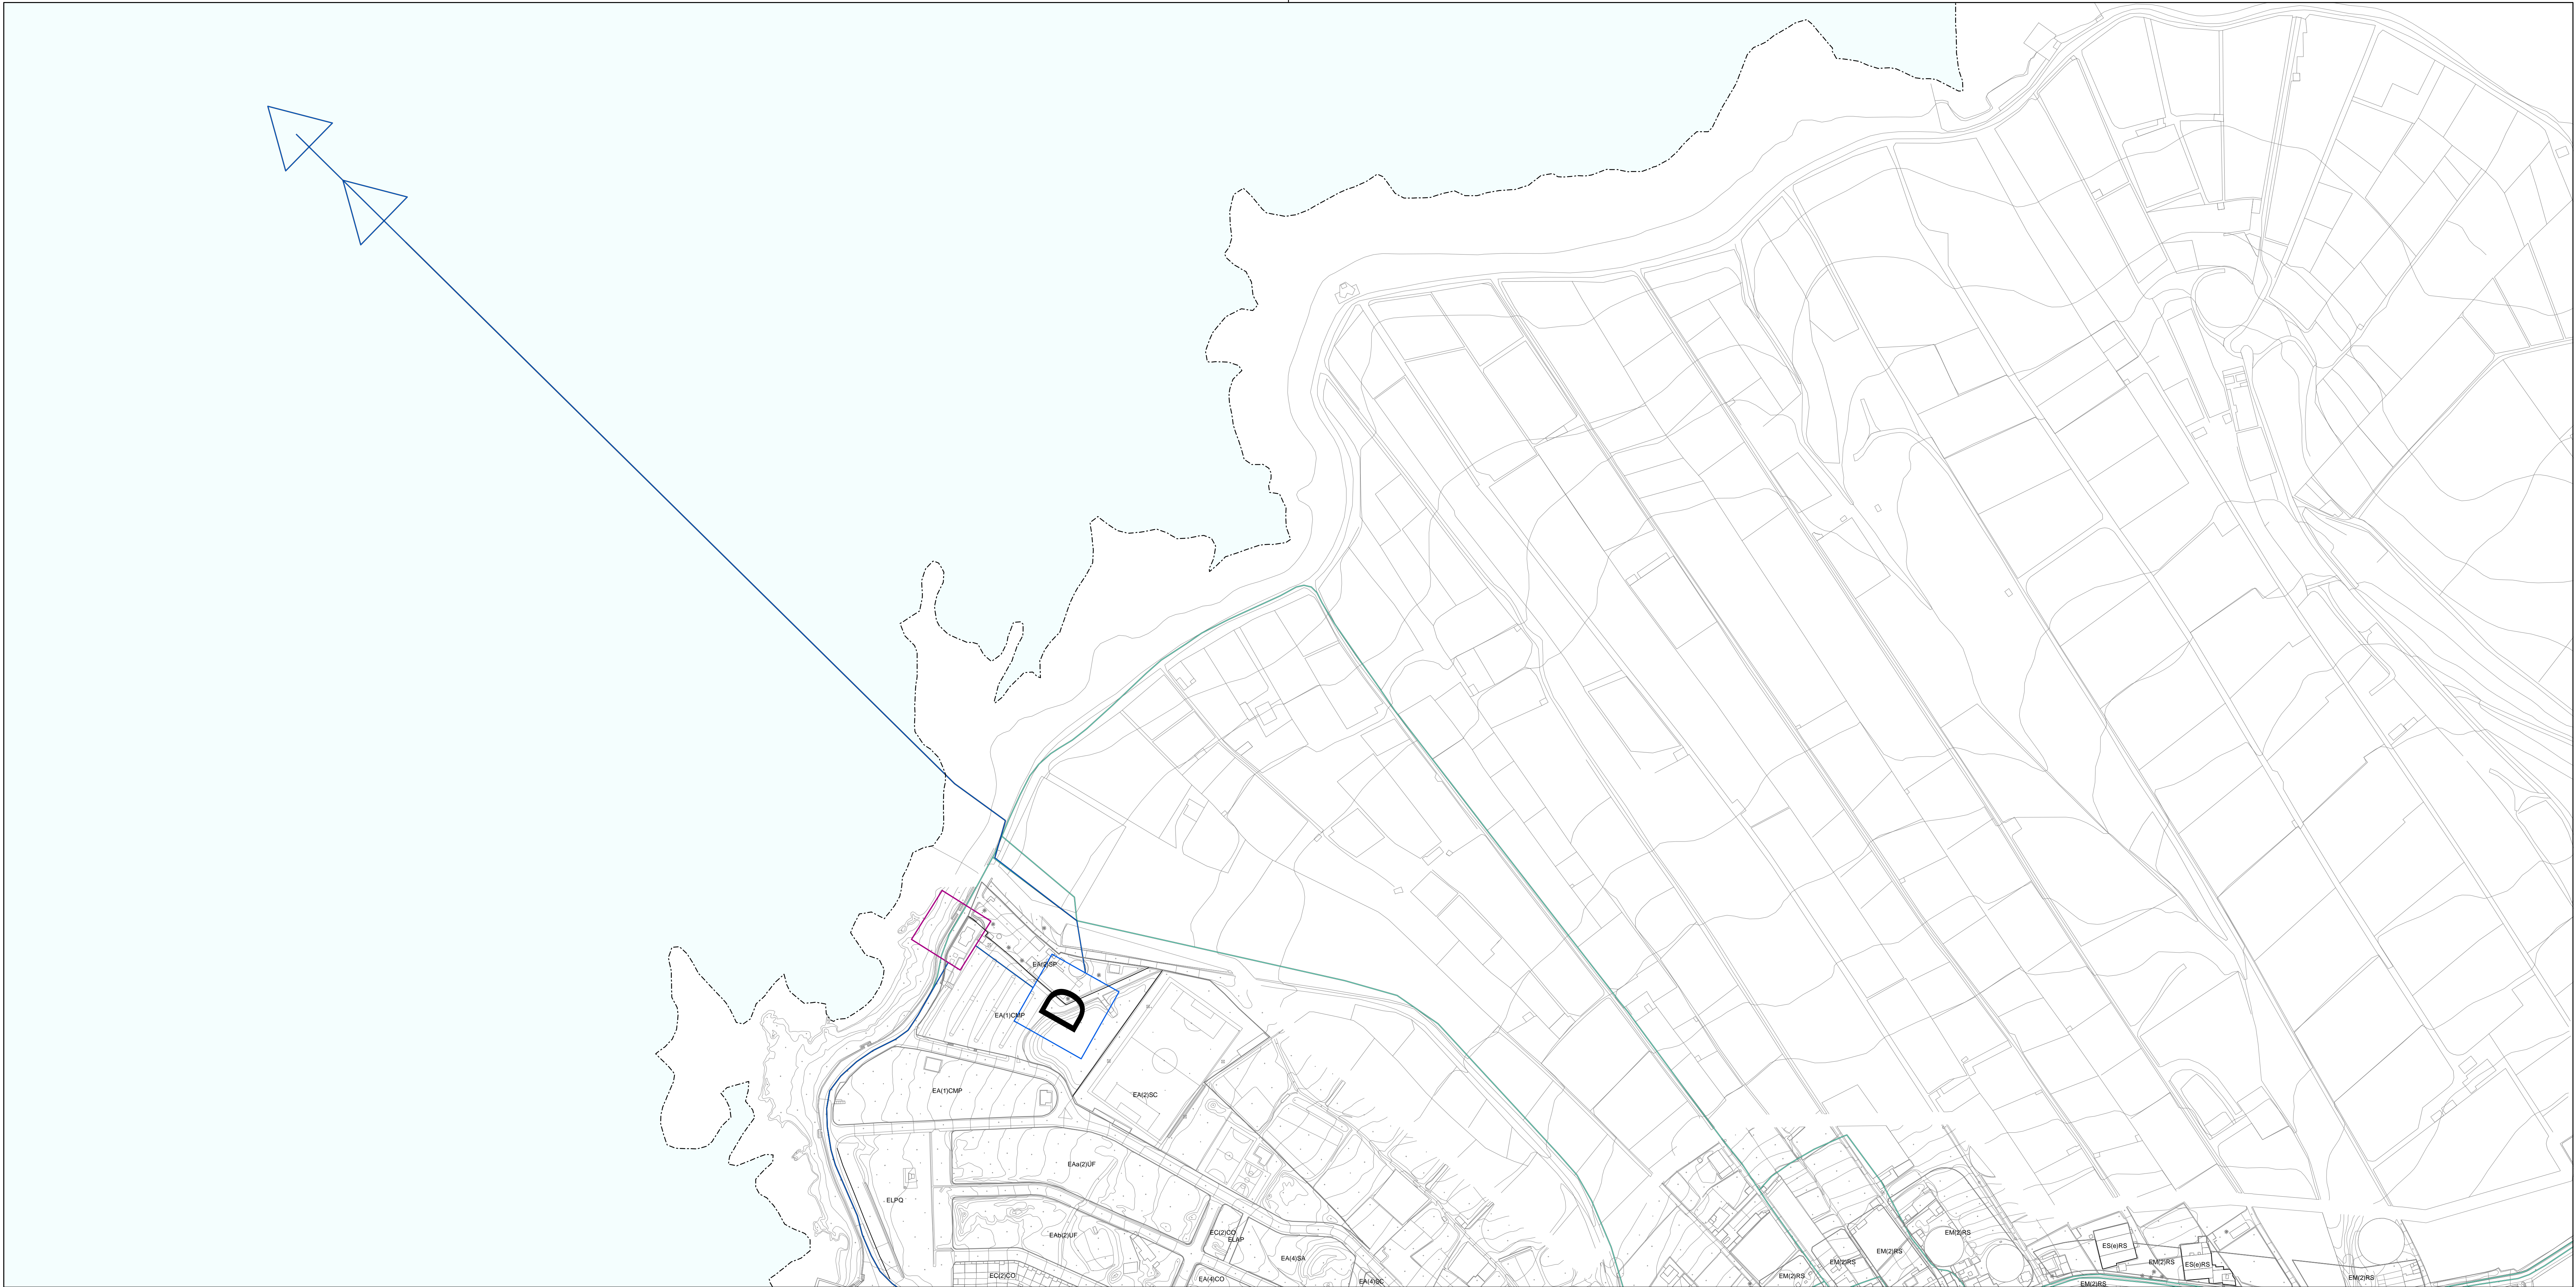 EA(2)SP
D
EA(1)CMP
EA(1)CMP
EA(2)SC
EAa(2)UF
ELPQ
EAb(2)UF
EC(2)CO
ELAP
EA(4)SA
EC(2)CO
EA(4)CO
EA(4)SC
EM(2)RS
EM(2)RS
EM(2)RS
EM(2)RS
EM(2)RS
ES(e)RS
EM(2)RS
ES(e)RS
EM(2)RS